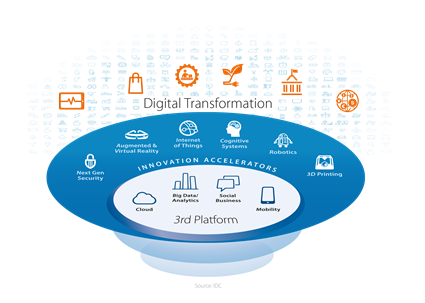 Digital Transformation
Augmented &
Virtual Reality
Internet
of Things
Cognitive
Systems
Robotics
Next Gen
Security
INNOVATION ACCELERATORS
3D Printing
Cloud
Big Data/
Analytics
Social
Business
Mobility
3rd Platform
Source: IDC